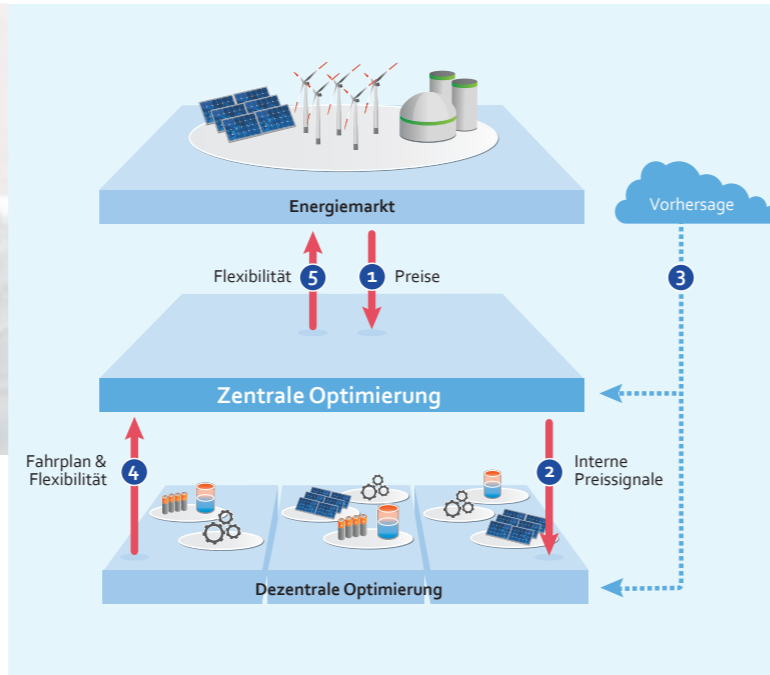 Energiemarkt
Vorhersage
Flexibilität 5
1 Preise
3
Zentrale Optimierung
Fahrplan &
Flexibilität
4
2
Interne
Preissignale
Dezentrale Optimierung